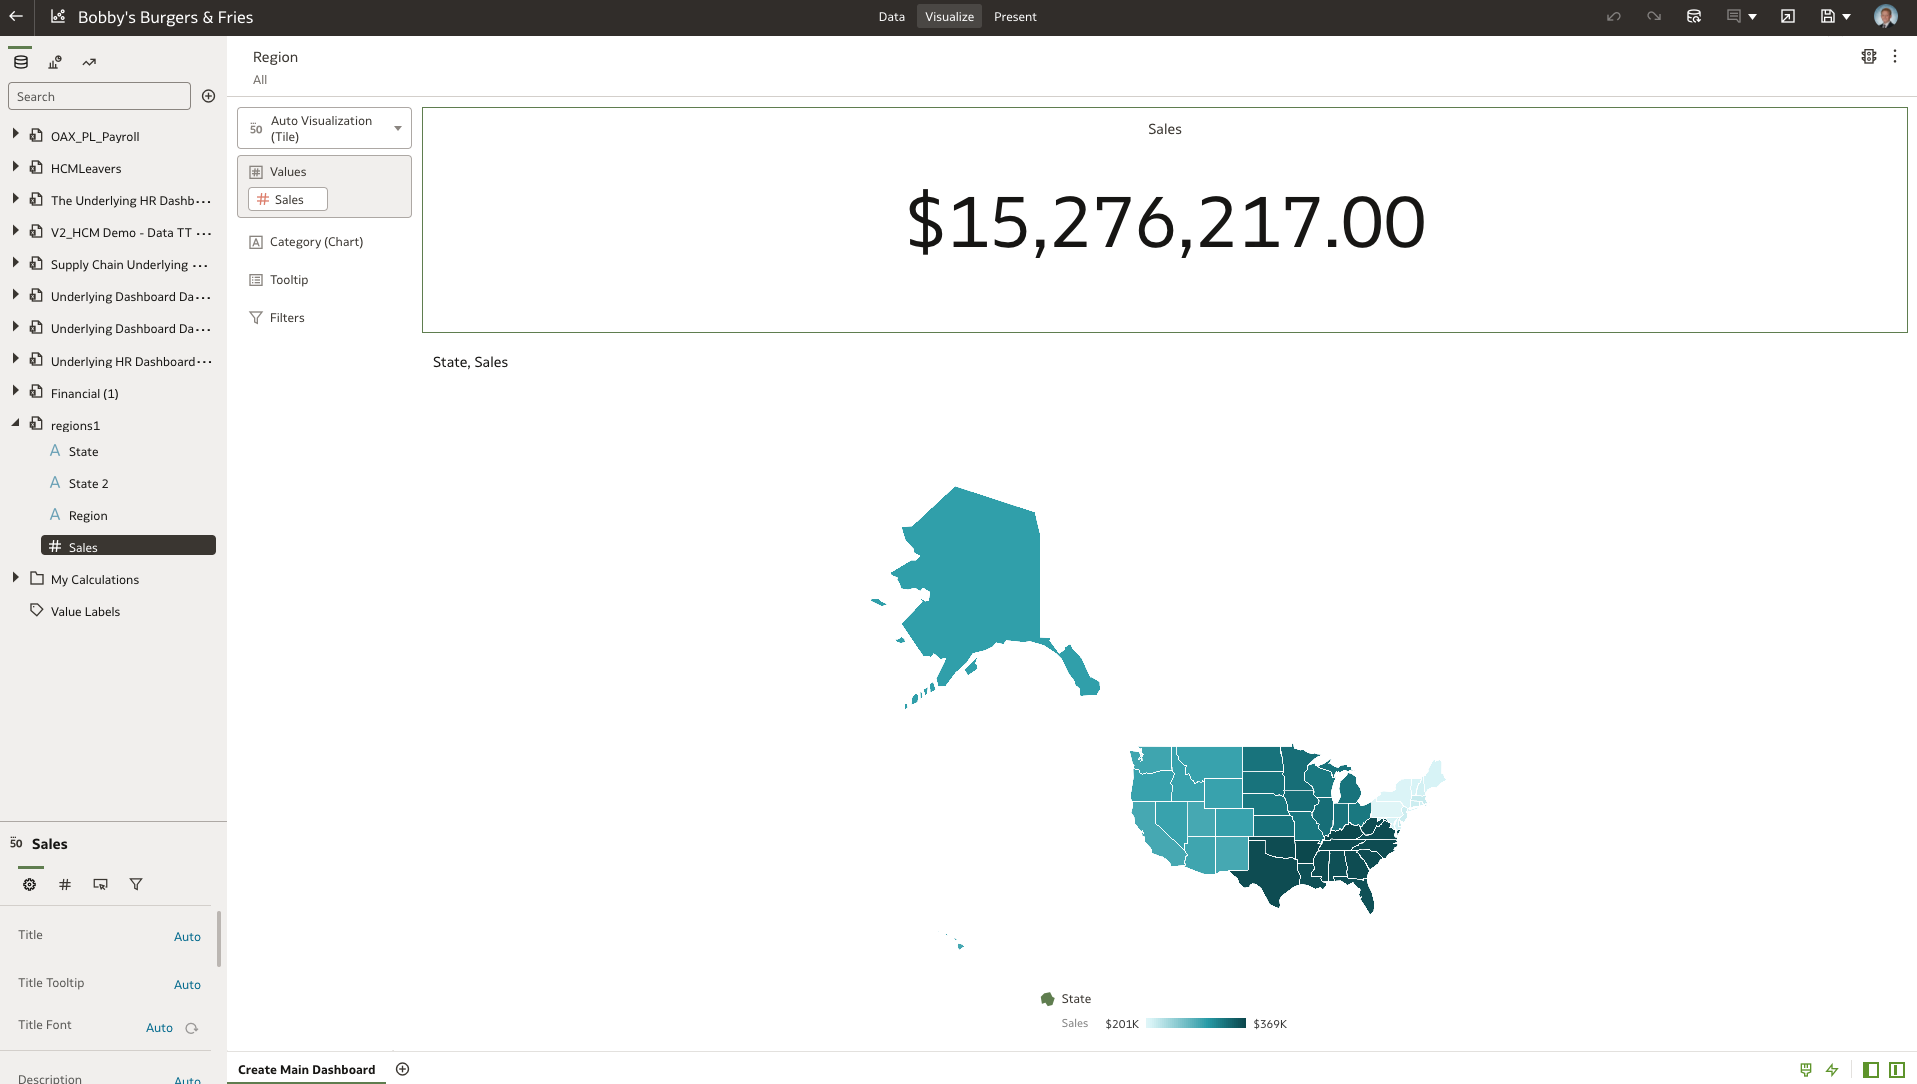 Bobby's Burgers & Fries
Data
Visualize
Present
Search
OAX_PL_Payroll
HCMLeavers
The Underlying HR Dashb...
V2_HCM Demo - Data TT ...
Supply Chain Underlying ...
Underlying Dashboard Da...
Underlying Dashboard Da...
Underlying HR Dashboard...
Financial (1)
regions1
A State
A State 2
A Region
# Sales
My Calculations
Value Labels
50 Sales
Title
Auto
Title Tooltip
Auto
Title Font
Auto
Description
Auto
Region
All
50 Auto Visualization
(Tile)
Values
# Sales
Category (Chart)
Tooltip
Filters
Sales
$15,276,217.00
State, Sales
State
Sales
$201K
$369K
Create Main Dashboard